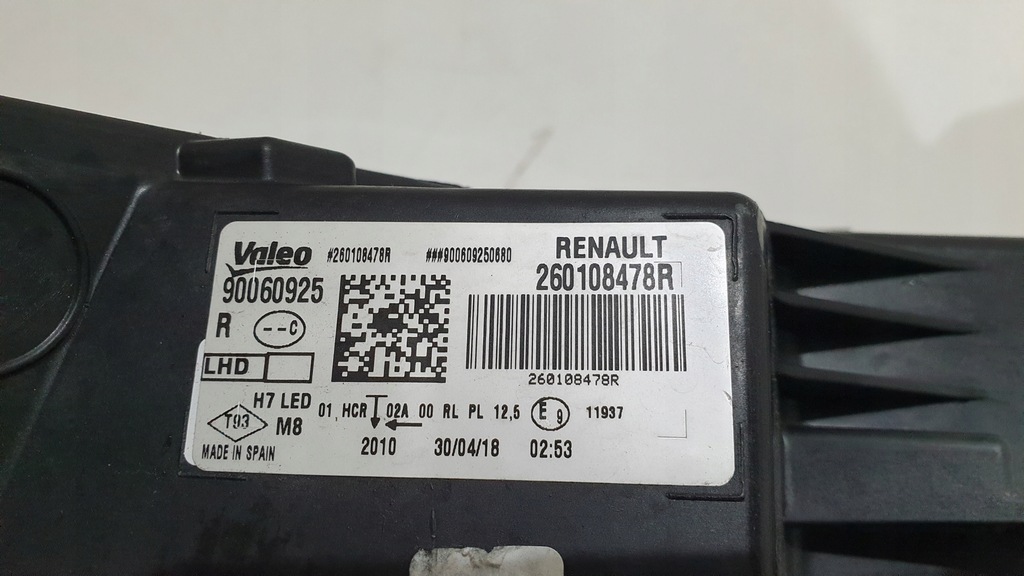 Valeo #260108478R ###900609250680 RENAULT
90060925 260108478R
R --C
LHD
260108478R
H7 LED 01, HCR 02A 00 RL PL 12,5 E9 11937
T93 M8
MADE IN SPAIN 2010 30/04/18 02:53